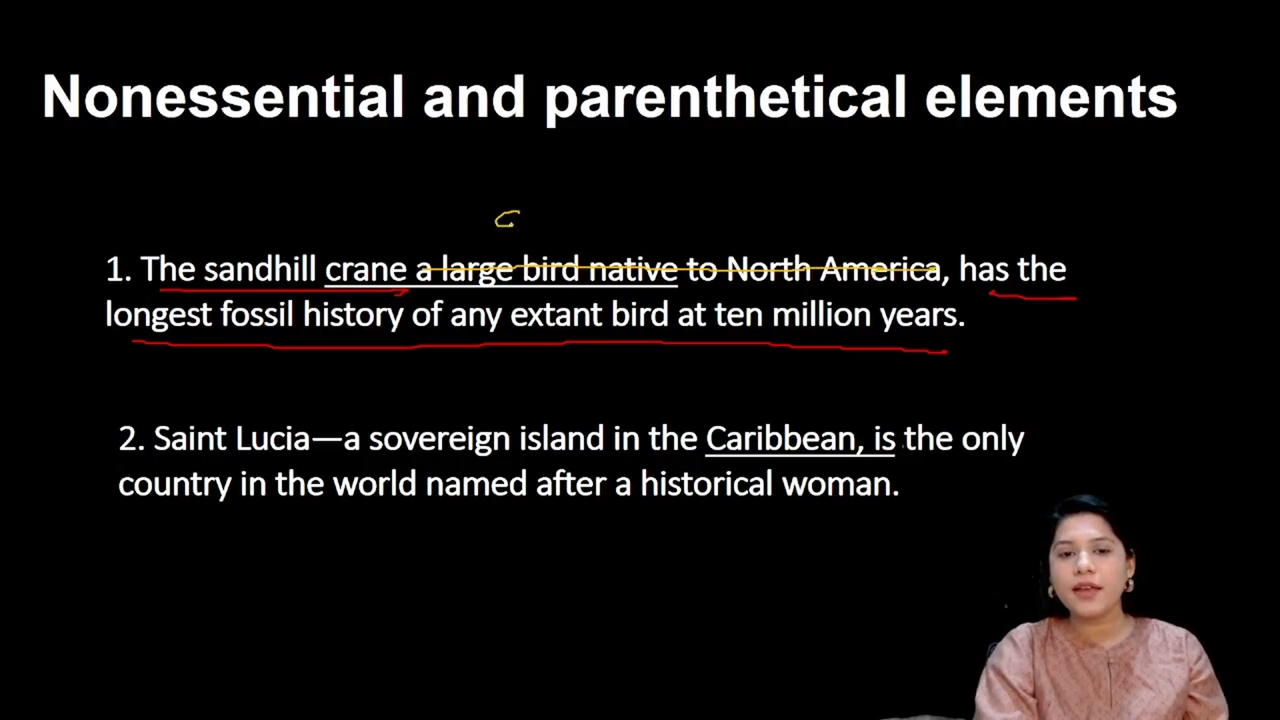 Nonessential and parenthetical elements
1. The sandhill crane a large bird native to North America, has the
longest fossil history of any extant bird at ten million years.
2. Saint Lucia—a sovereign island in the Caribbean, is the only
country in the world named after a historical woman.